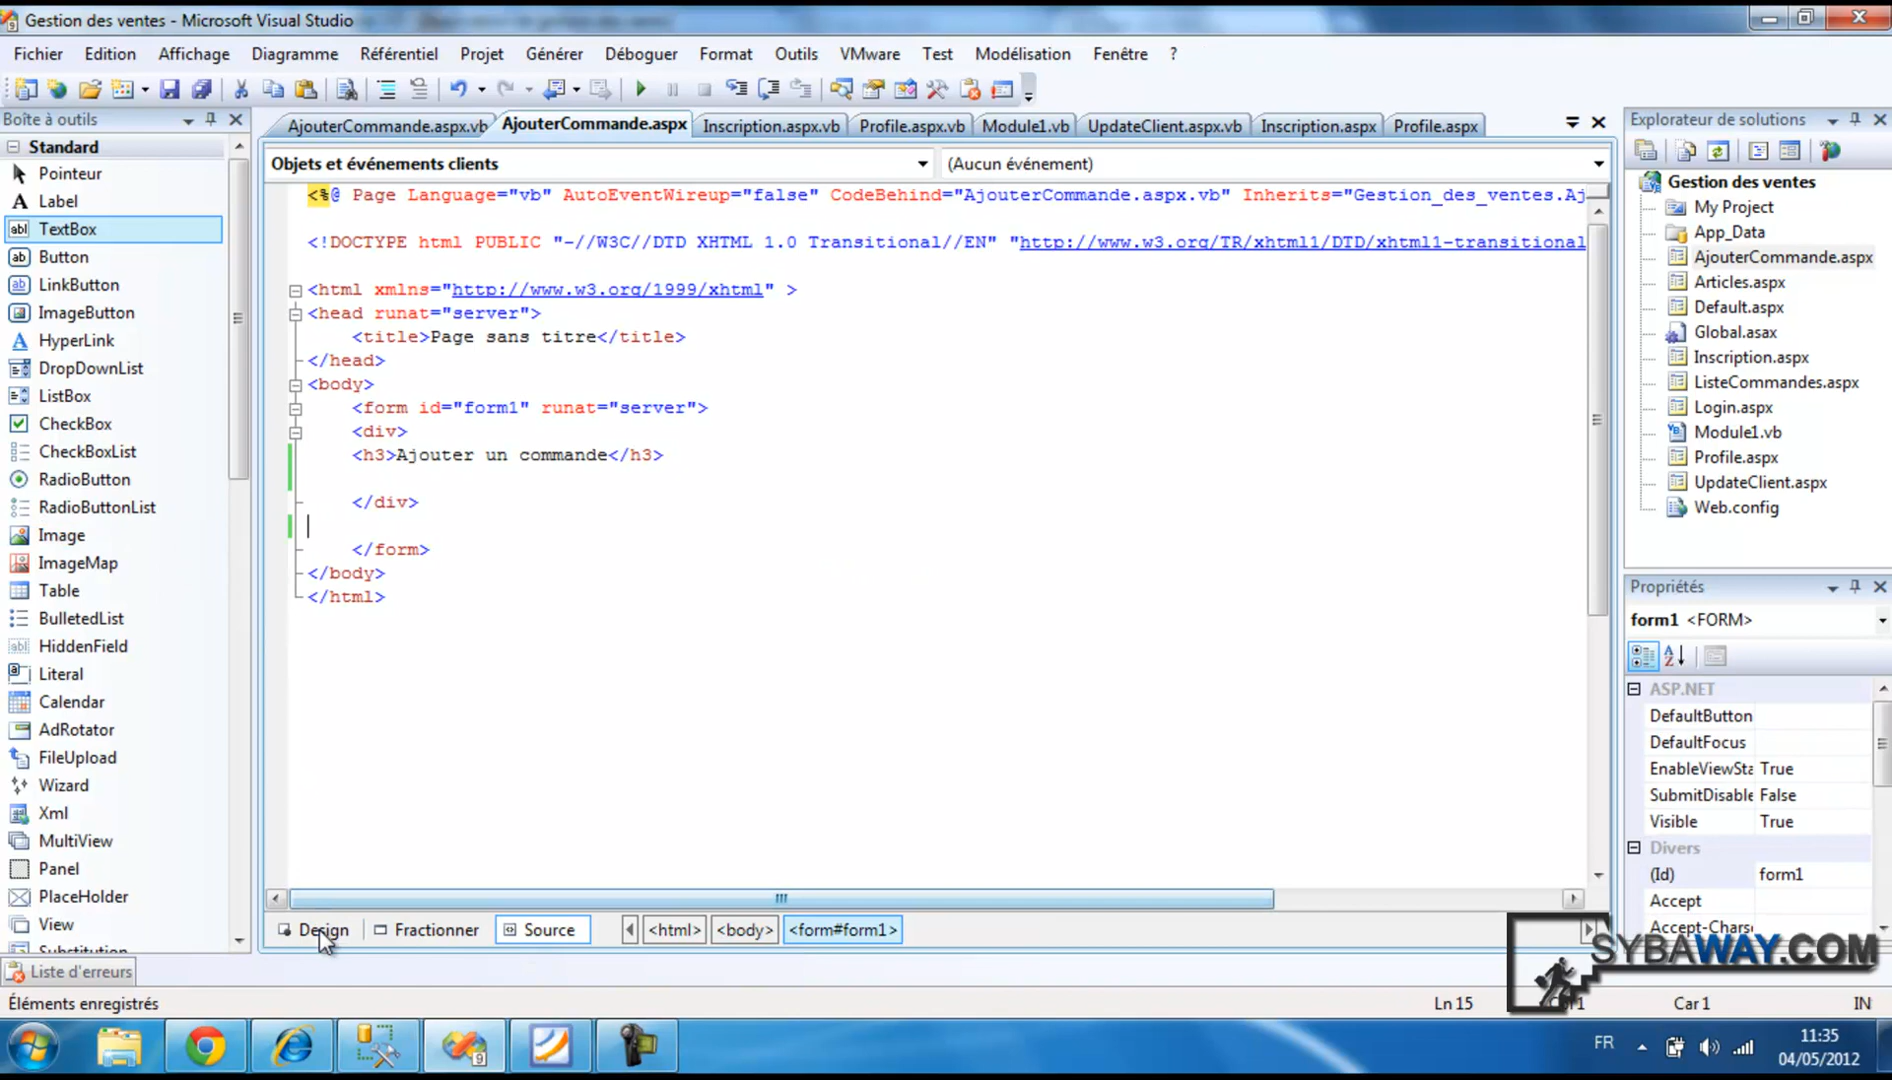 Gestion des ventes - Microsoft Visual Studio
Fichier Edition Affichage Diagramme Référentiel Projet Générer Déboguer Format Outils VMware Test Modélisation Fenêtre ?
Boîte à outils
Standard
Pointeur
Label
TextBox
Button
LinkButton
ImageButton
HyperLink
DropDownList
ListBox
CheckBox
CheckBoxList
RadioButton
RadioButtonList
Image
ImageMap
Table
BulletedList
HiddenField
Literal
Calendar
AdRotator
FileUpload
Wizard
Xml
MultiView
Panel
PlaceHolder
View
Substitution
AjouterCommande.aspx.vb AjouterCommande.aspx Inscription.aspx.vb Profile.aspx.vb Module1.vb UpdateClient.aspx.vb Inscription.aspx Profile.aspx
Objets et événements clients (Aucun événement)
<%@ Page Language="vb" AutoEventWireup="false" CodeBehind="AjouterCommande.aspx.vb" Inherits="Gestion_des_ventes.Aj
<!DOCTYPE html PUBLIC "-//W3C//DTD XHTML 1.0 Transitional//EN" "http://www.w3.org/TR/xhtml1/DTD/xhtml1-transitional
<html xmlns="http://www.w3.org/1999/xhtml" >
<head runat="server">
<title>Page sans titre</title>
</head>
<body>
<form id="form1" runat="server">
<div>
<h3>Ajouter un commande</h3>
</div>
</form>
</body>
</html>
Design Fractionner Source <html> <body> <form#form1>
Explorateur de solutions
Gestion des ventes
My Project
App_Data
AjouterCommande.aspx
Articles.aspx
Default.aspx
Global.asax
Inscription.aspx
ListeCommandes.aspx
Login.aspx
Module1.vb
Profile.aspx
UpdateClient.aspx
Web.config
Propriétés
form1 <FORM>
ASP.NET
DefaultButton
DefaultFocus
EnableViewSta True
SubmitDisable False
Visible True
Divers
(Id) form1
Accept
Accept-Charse
SYBAWAY.COM
Liste d'erreurs
Éléments enregistrés
Ln 15 Car 1 IN
FR
11:35
04/05/2012